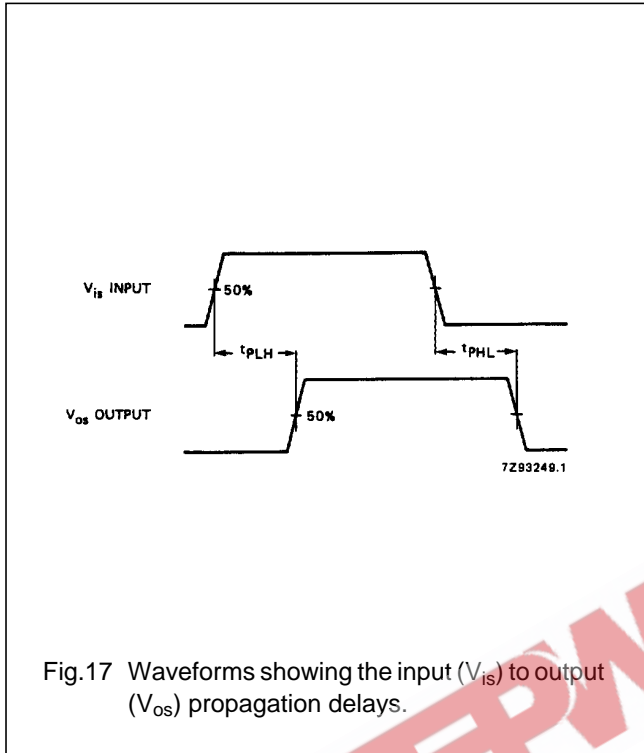 V_is INPUT
50%
t_PLH
t_PHL
V_os OUTPUT
50%
7Z93249.1
Fig.17 Waveforms showing the input (V_is) to output
(V_os) propagation delays.